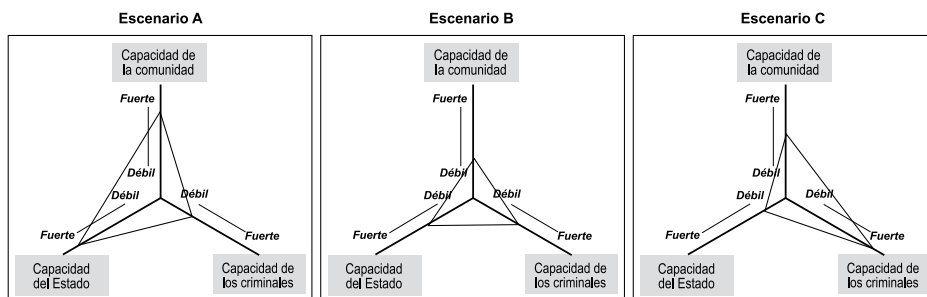 Escenario A
Capacidad de
la comunidad
Fuerte
Débil
Débil
Débil
Fuerte
Fuerte
Capacidad
del Estado
Capacidad de
los criminales
Escenario B
Capacidad de
la comunidad
Fuerte
Débil
Débil
Débil
Fuerte
Fuerte
Capacidad
del Estado
Capacidad de
los criminales
Escenario C
Capacidad de
la comunidad
Fuerte
Débil
Débil
Débil
Fuerte
Fuerte
Capacidad
del Estado
Capacidad de
los criminales